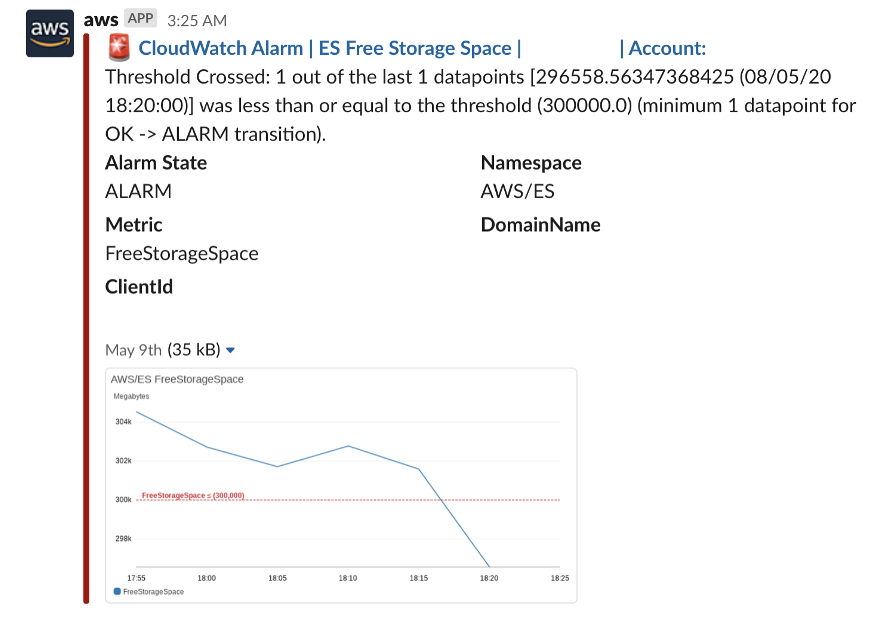 aws
aws APP 3:25 AM
CloudWatch Alarm | ES Free Storage Space | | Account:
Threshold Crossed: 1 out of the last 1 datapoints [296558.56347368425 (08/05/20
18:20:00)] was less than or equal to the threshold (300000.0) (minimum 1 datapoint for
OK -> ALARM transition).
Alarm State Namespace
ALARM AWS/ES
Metric DomainName
FreeStorageSpace
ClientId
May 9th (35 kB)
AWS/ES FreeStorageSpace
Megabytes
304k
302k
300k
FreeStorageSpace ≤ (300,000)
298k
17:55 18:00 18:05 18:10 18:15 18:20 18:25
FreeStorageSpace